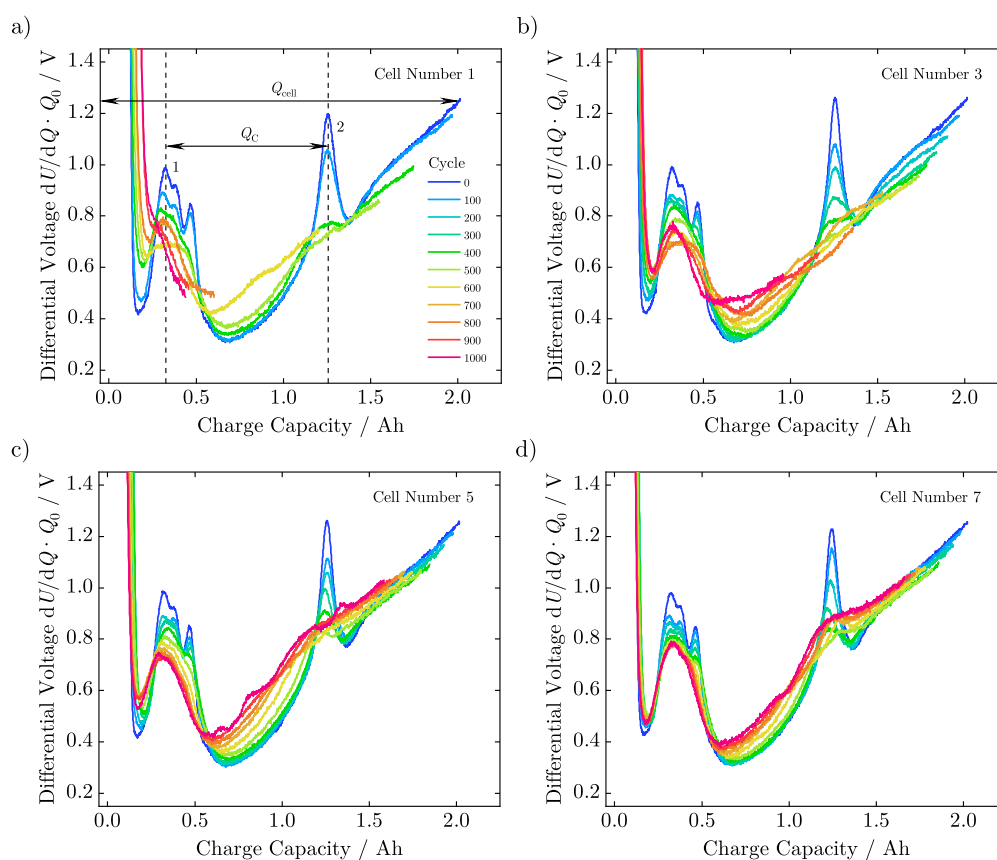 a)
Differential Voltage dU/dQ · Q₀ / V
1.4
1.2
1.0
0.8
0.6
0.4
0.2
Cell Number 1
Q_cell
Q_C
1
2
Cycle
0
100
200
300
400
500
600
700
800
900
1000
0.0 0.5 1.0 1.5 2.0
Charge Capacity / Ah
b)
Differential Voltage dU/dQ · Q₀ / V
1.4
1.2
1.0
0.8
0.6
0.4
0.2
Cell Number 3
0.0 0.5 1.0 1.5 2.0
Charge Capacity / Ah
c)
Differential Voltage dU/dQ · Q₀ / V
1.4
1.2
1.0
0.8
0.6
0.4
0.2
Cell Number 5
0.0 0.5 1.0 1.5 2.0
Charge Capacity / Ah
d)
Differential Voltage dU/dQ · Q₀ / V
1.4
1.2
1.0
0.8
0.6
0.4
0.2
Cell Number 7
0.0 0.5 1.0 1.5 2.0
Charge Capacity / Ah